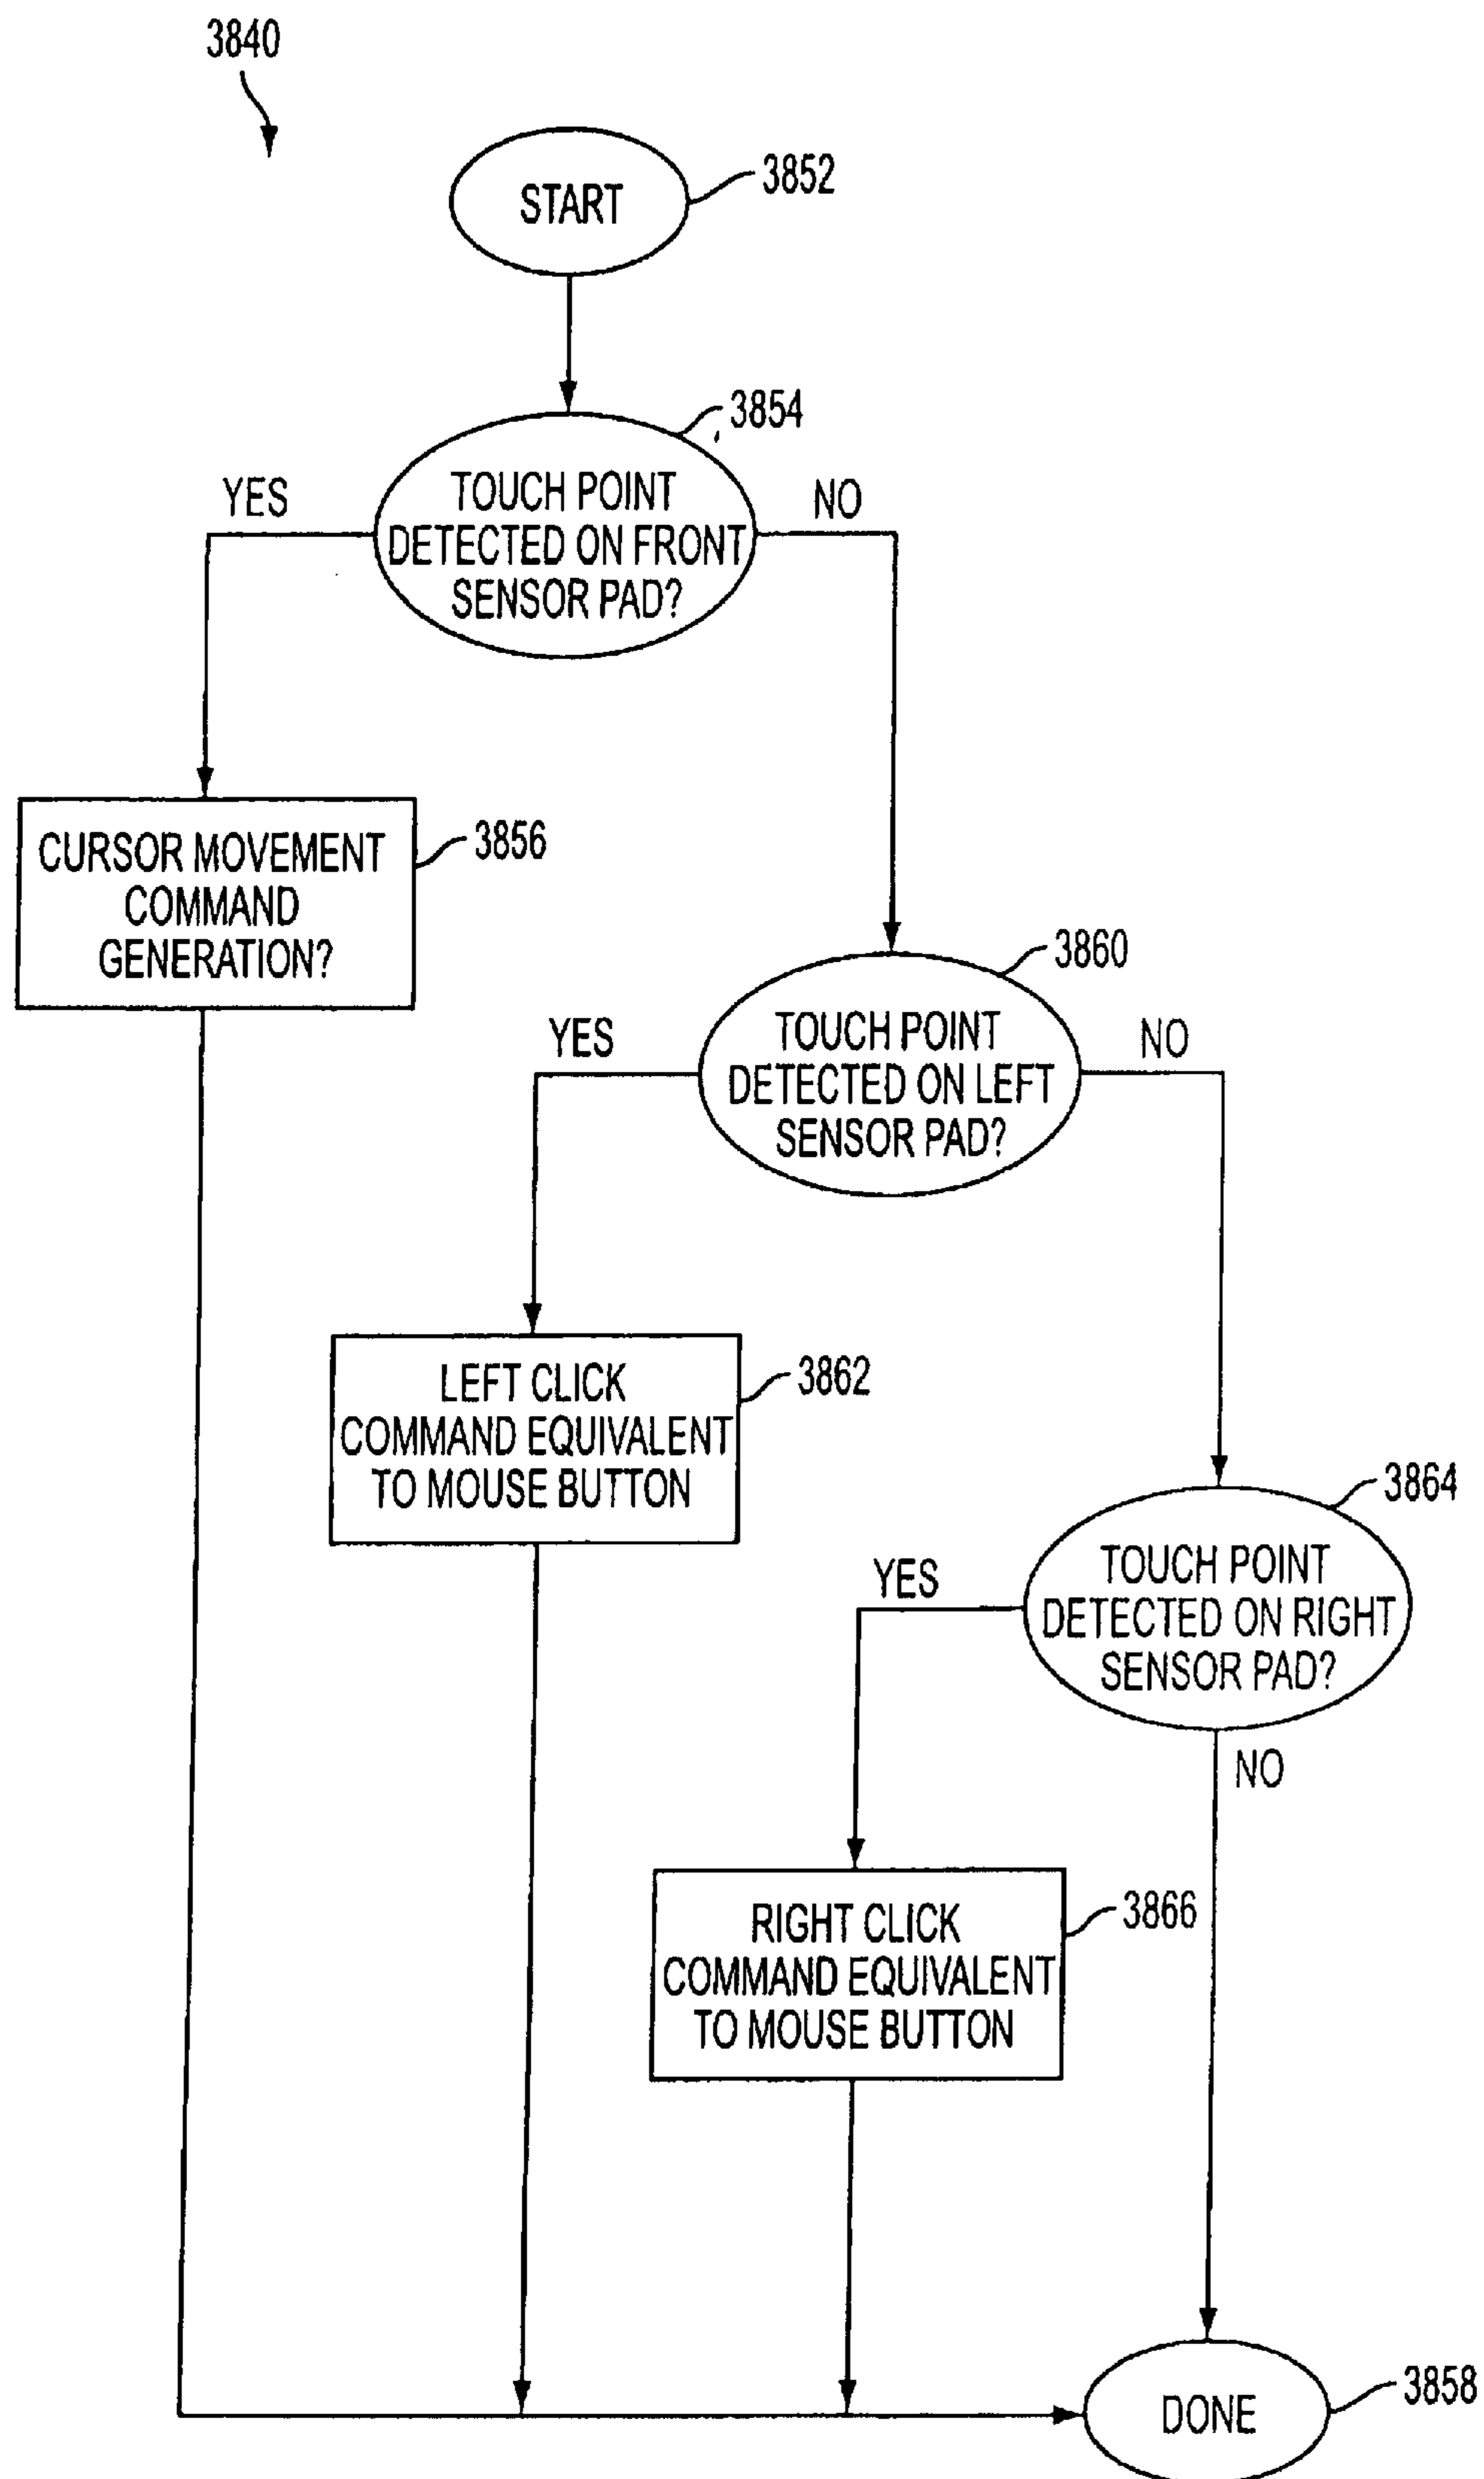 3840
START
3852
3854
TOUCH POINT
DETECTED ON FRONT
SENSOR PAD?
YES
NO
CURSOR MOVEMENT
COMMAND
GENERATION?
3856
3860
TOUCH POINT
DETECTED ON LEFT
SENSOR PAD?
YES
NO
LEFT CLICK
COMMAND EQUIVALENT
TO MOUSE BUTTON
3862
3864
TOUCH POINT
DETECTED ON RIGHT
SENSOR PAD?
YES
NO
RIGHT CLICK
COMMAND EQUIVALENT
TO MOUSE BUTTON
3866
DONE
3858